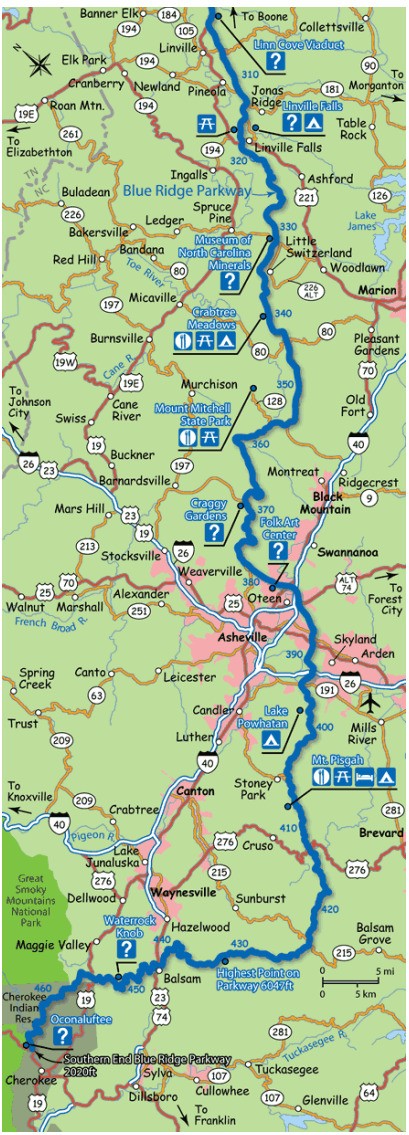 Banner Elk
184
To Boone
194
105
Collettsville
Linville
Linn Cove Viaduct
?
N
194
90
Elk Park
310
To
Morganton
Cranberry
Newland
Pineola
Jonas
Ridge
Linville Falls
?
181
19E
Roan Mtn.
194
Table
Rock
To
Elizabethton
261
194
Linville Falls
320
TN
NC
Ingalls
Ashford
Buladean
Blue Ridge Parkway
221
126
226
Ledger
Spruce
Pine
Lake
James
Bakersville
330
Bandana
Museum of
North Carolina
Minerals
?
Little
Switzerland
Red Hill
80
Woodlawn
Toe River
226
ALT
Marion
197
Micaville
Crabtree
Meadows
340
80
Burnsville
Pleasant
Gardens
19W
Cane R.
80
70
19E
Murchison
350
To
Johnson
City
Cane
River
128
Mount Mitchell
State Park
Old
Fort
Swiss
19
360
40
26
23
Buckner
197
Montreat
Barnardsville
Ridgecrest
Black
Mountain
9
Mars Hill
23
19
Craggy
Gardens
?
370
Folk Art
Center
?
213
26
Stocksville
Swannanoa
Weaverville
380
ALT
74
25
70
Alexander
25
Oteen
To
Forest
City
Walnut
Marshall
251
French Broad R.
Asheville
Skyland
390
Arden
Spring
Creek
Canto
Leicester
63
191
26
Trust
Candler
Lake
Powhatan
400
Mills
River
209
Luther
40
Mt. Pisgah
To
Knoxville
Stoney
Park
Canton
209
Crabtree
281
410
40
Pigeon R.
Brevard
276
Cruso
Lake
Junaluska
276
Great
Smoky
Mountains
National
Park
276
215
Dellwood
Waynesville
Sunburst
420
Waterrock
Knob
?
Hazelwood
Maggie Valley
Balsam
Grove
440
430
215
460
450
Balsam
Highest Point on
Parkway 6047ft
0
5 mi
0
5 km
Cherokee
Indian
Res.
19
23
74
Oconaluftee
?
281
Tuckasegee R.
Southern End Blue Ridge Parkway
2020ft
Cherokee
Sylva
107
Tuckasegee
Cullowhee
64
19
Dillsboro
To
Franklin
107
Glenville